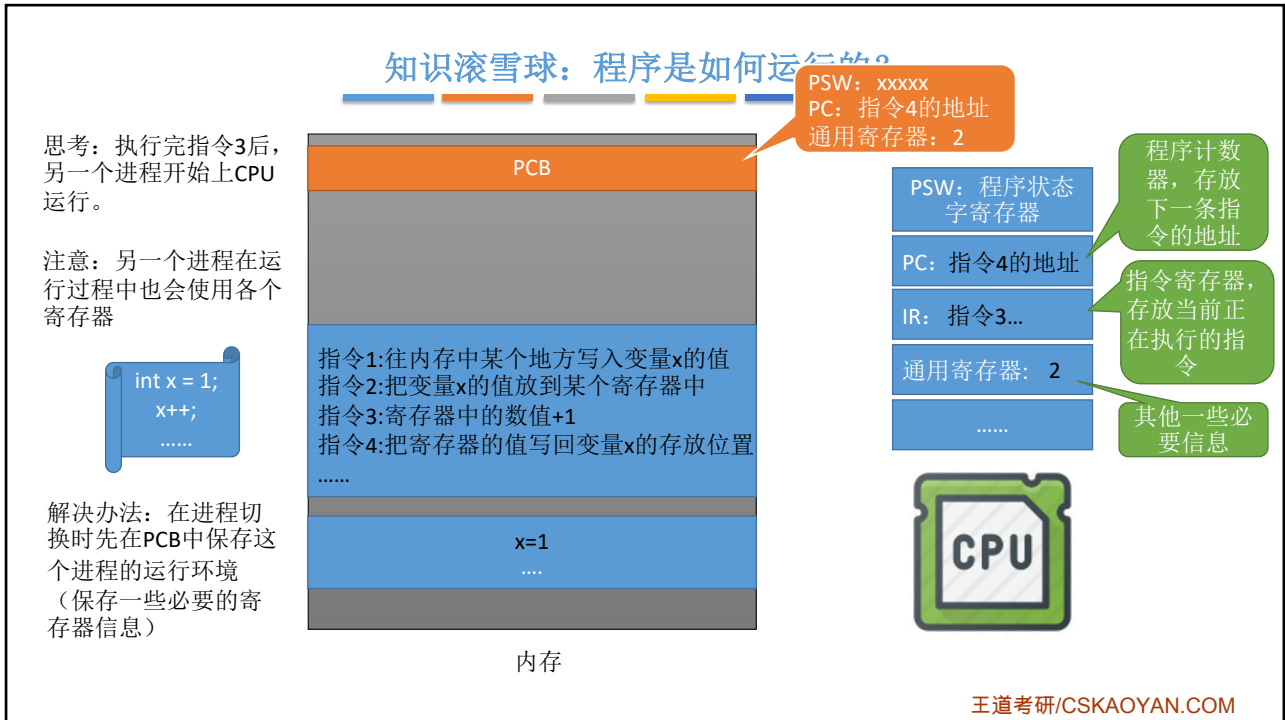 知识滚雪球：程序是如何运行的？
PSW：xxxxx
PC：指令4的地址
通用寄存器：2
思考：执行完指令3后，
另一个进程开始上CPU
运行。
注意：另一个进程在运
行过程中也会使用各个
寄存器
int x = 1;
x++;
……
解决办法：在进程切
换时先在PCB中保存这
个进程的运行环境
（保存一些必要的寄
存器信息）
PCB
指令1:往内存中某个地方写入变量x的值
指令2:把变量x的值放到某个寄存器中
指令3:寄存器中的数值+1
指令4:把寄存器的值写回变量x的存放位置
……
x=1
....
内存
PSW：程序状态
字寄存器
PC：指令4的地址
IR：指令3…
通用寄存器：2
……
程序计数
器，存放
下一条指
令的地址
指令寄存器，
存放当前正
在执行的指
令
其他一些必
要信息
CPU
王道考研/CSKAOYAN.COM